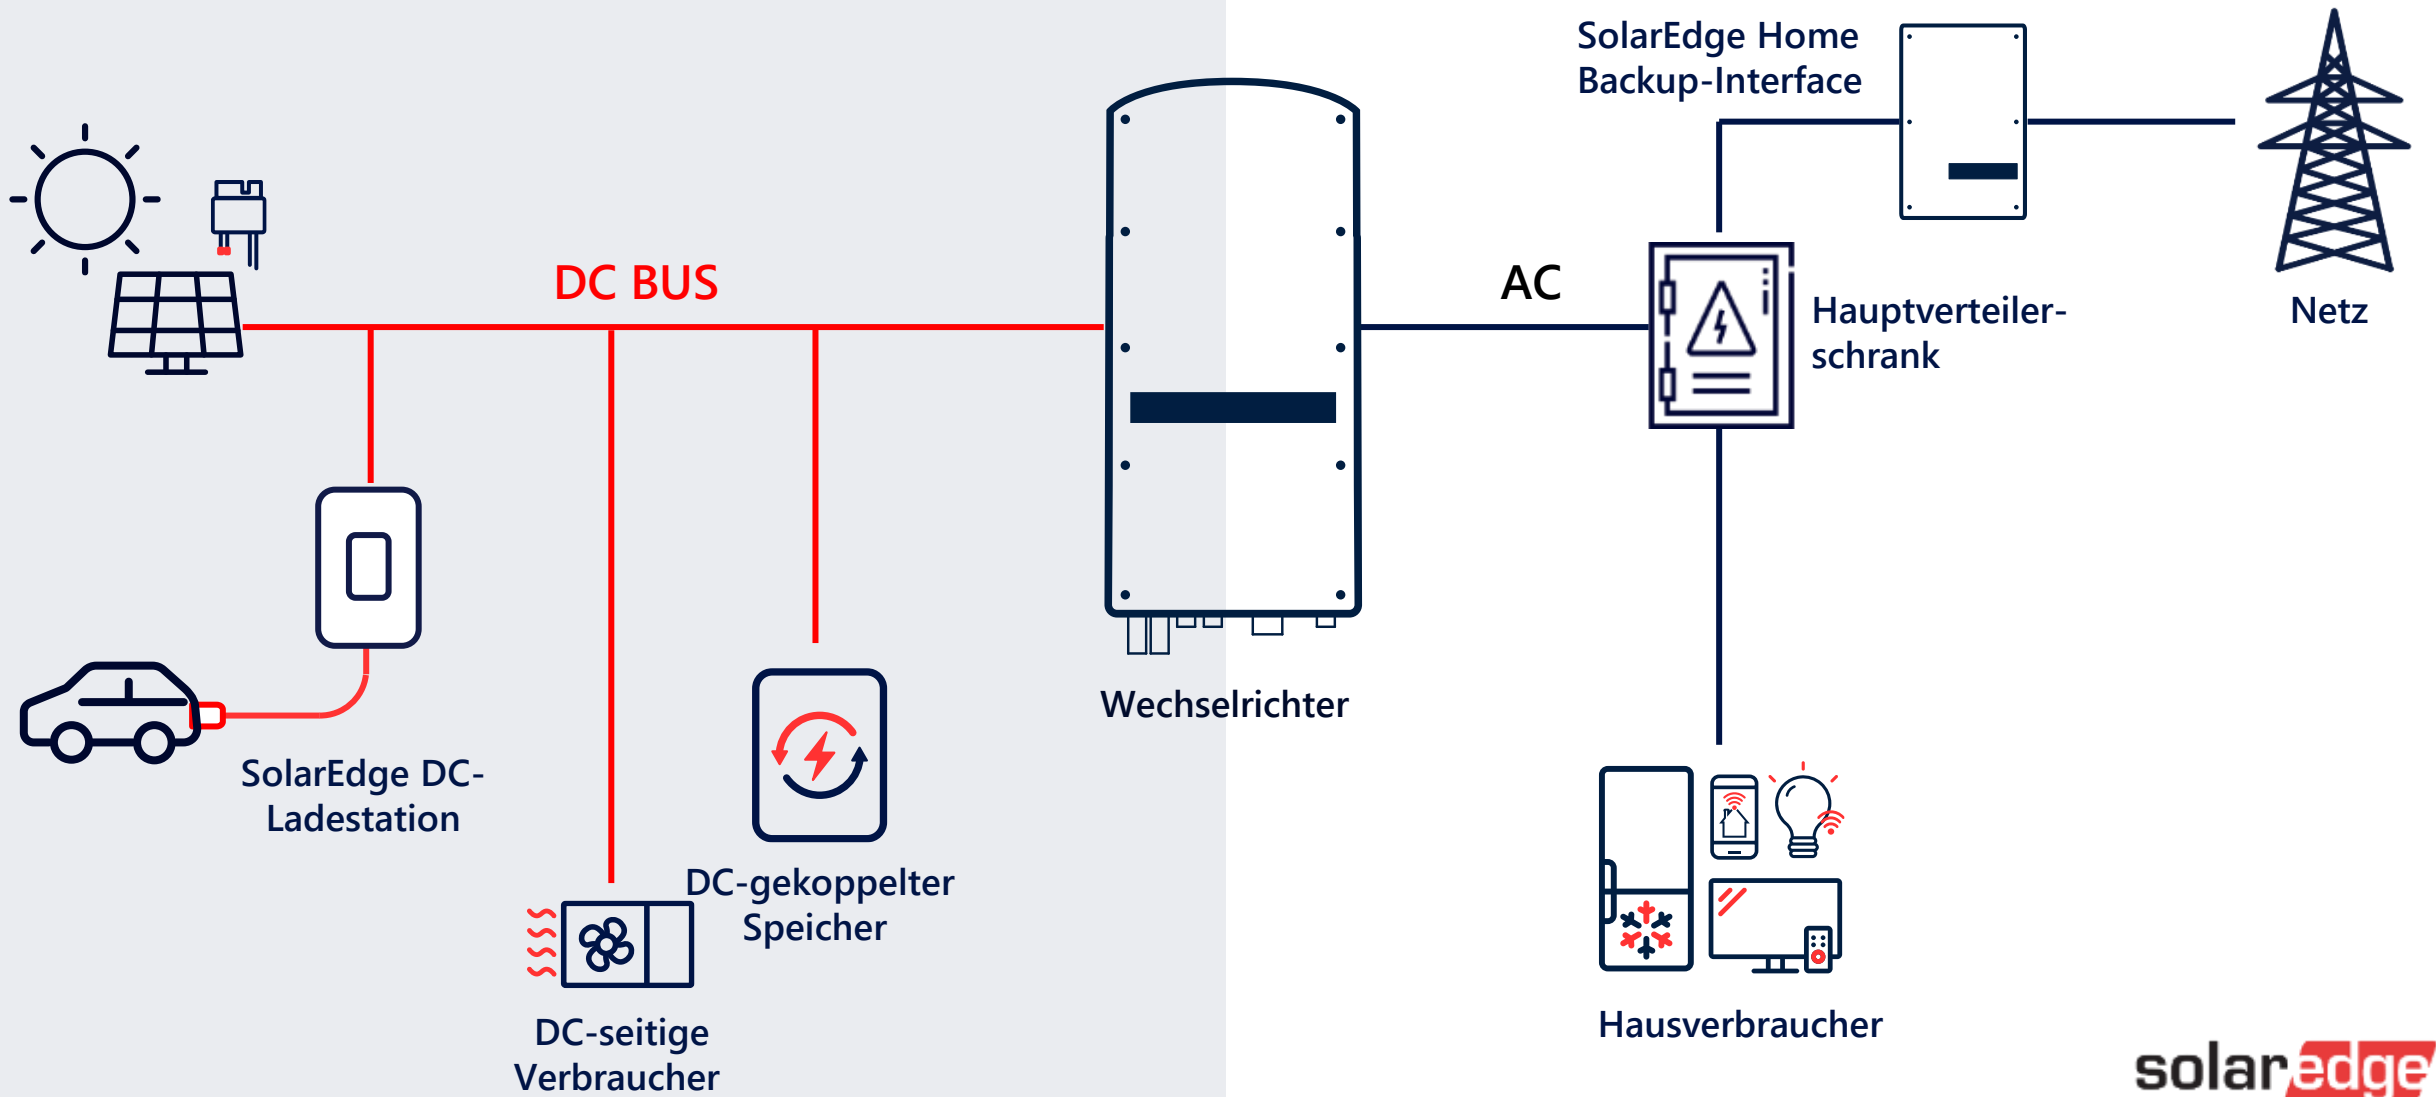 SolarEdge Home
Backup-Interface
DC BUS
AC
Hauptverteiler-
schrank
Netz
Wechselrichter
SolarEdge DC-
Ladestation
DC-gekoppelter
Speicher
DC-seitige
Verbraucher
Hausverbraucher
solaredge